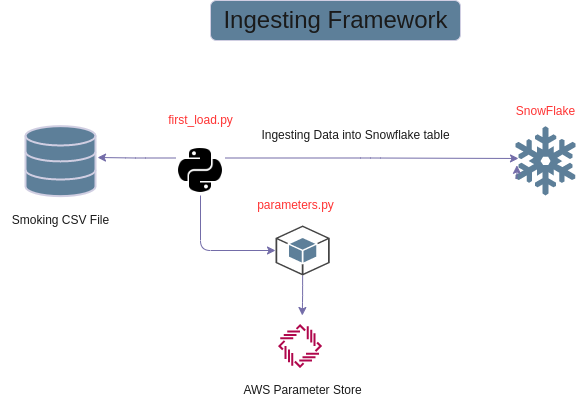 Ingesting Framework
SnowFlake
first_load.py
Ingesting Data into Snowflake table
parameters.py
Smoking CSV File
AWS Parameter Store